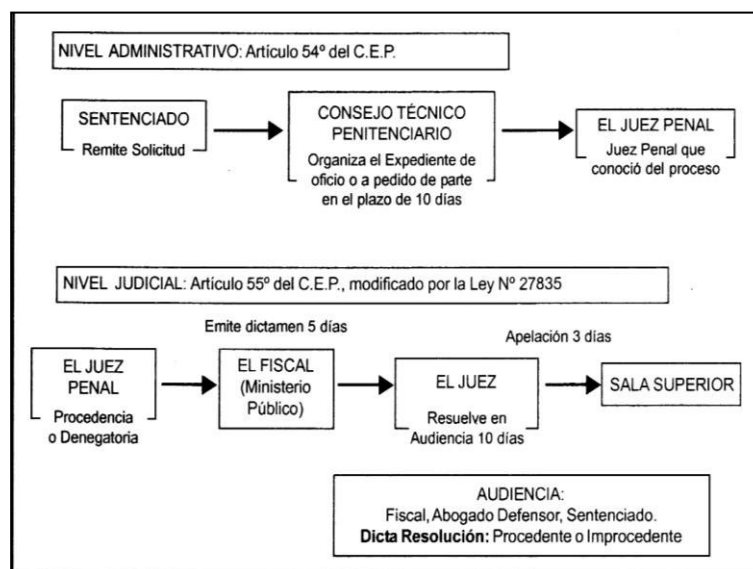 NIVEL ADMINISTRATIVO: Artículo 54º del C.E.P.
SENTENCIADO
Remite Solicitud
CONSEJO TÉCNICO
PENITENCIARIO
Organiza el Expediente de
oficio o a pedido de parte
en el plazo de 10 días
EL JUEZ PENAL
Juez Penal que
conoció del proceso
NIVEL JUDICIAL: Artículo 55º del C.E.P., modificado por la Ley Nº 27835
Emite dictamen 5 días
Apelación 3 días
EL JUEZ
PENAL
Procedencia
o Denegatoria
EL FISCAL
(Ministerio
Público)
EL JUEZ
Resuelve en
Audiencia 10 días
SALA SUPERIOR
AUDIENCIA:
Fiscal, Abogado Defensor, Sentenciado.
Dicta Resolución: Procedente o Improcedente